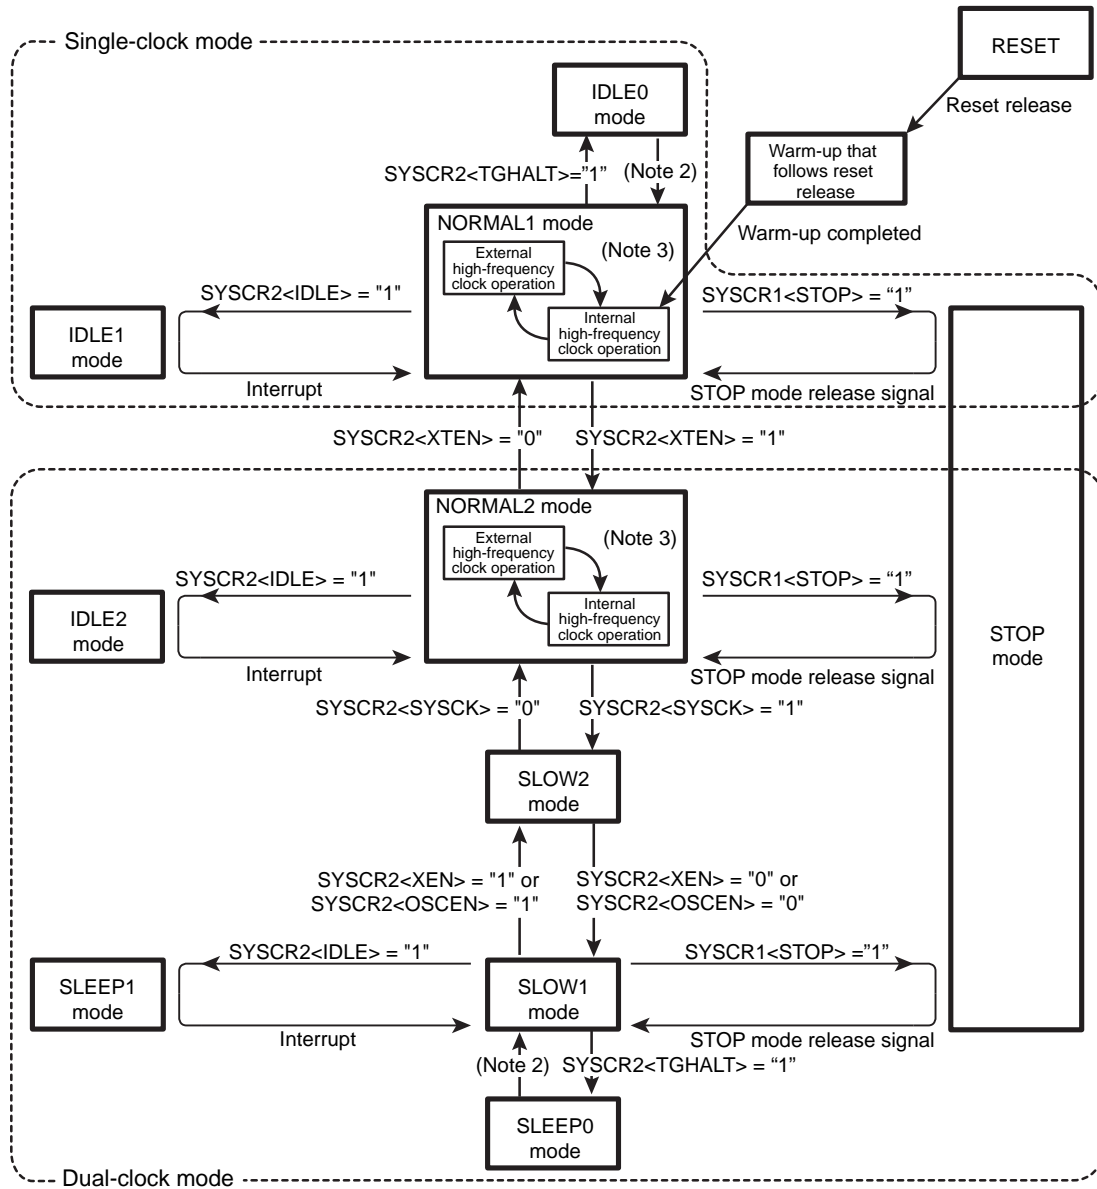 Single-clock mode
RESET
Reset release
IDLE0
mode
Warm-up that
follows reset
release
SYSCR2<TGHALT>="1"
(Note 2)
Warm-up completed
NORMAL1 mode
(Note 3)
External
high-frequency
clock operation
Internal
high-frequency
clock operation
SYSCR2<IDLE> = "1"
SYSCR1<STOP> = “1”
IDLE1
mode
Interrupt
STOP mode release signal
SYSCR2<XTEN> = "0"
SYSCR2<XTEN> = "1"
NORMAL2 mode
(Note 3)
External
high-frequency
clock operation
Internal
high-frequency
clock operation
SYSCR2<IDLE> = "1"
SYSCR1<STOP> = “1”
IDLE2
mode
STOP
mode
Interrupt
STOP mode release signal
SYSCR2<SYSCK> = "0"
SYSCR2<SYSCK> = "1"
SLOW2
mode
SYSCR2<XEN> = "1" or
SYSCR2<OSCEN> = "1"
SYSCR2<XEN> = "0" or
SYSCR2<OSCEN> = "0"
SYSCR2<IDLE> = "1"
SYSCR1<STOP> =”1”
SLEEP1
mode
SLOW1
mode
Interrupt
STOP mode release signal
(Note 2)
SYSCR2<TGHALT> = “1”
SLEEP0
mode
Dual-clock mode